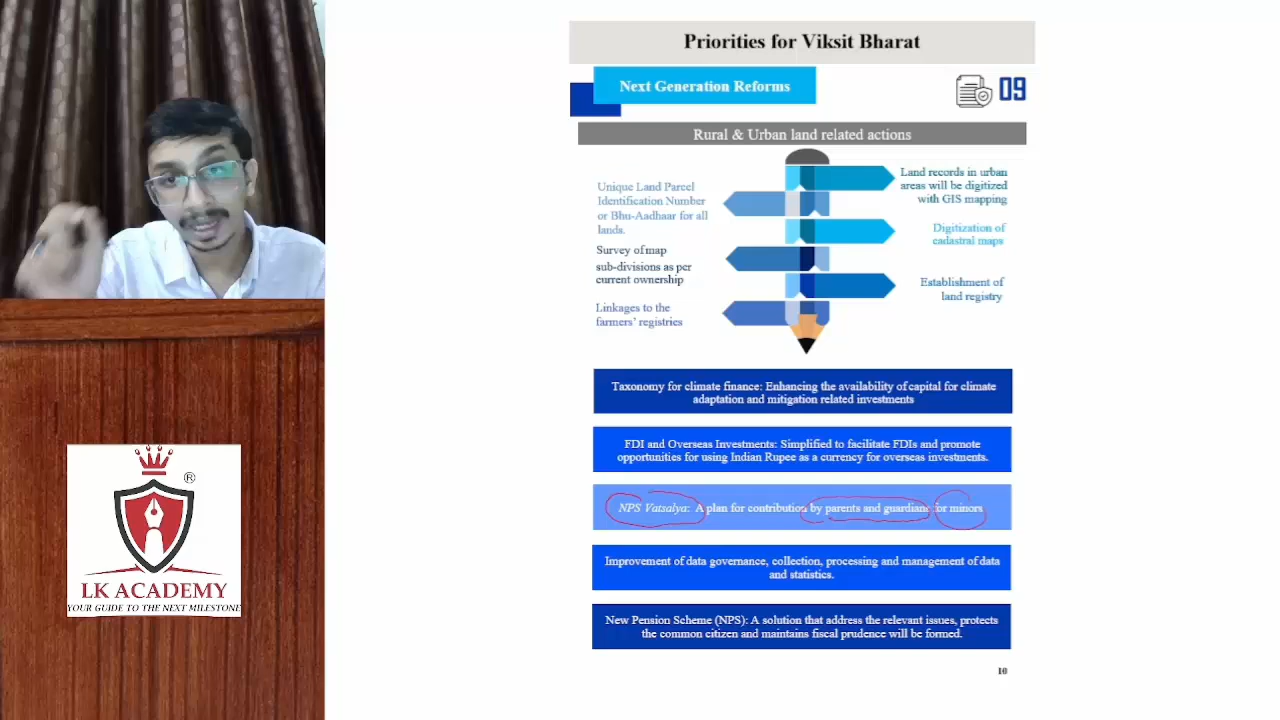 Priorities for Viksit Bharat
Next Generation Reforms
09
Rural & Urban land related actions
Unique Land Parcel
Identification Number
or Bhu-Aadhaar for all
lands.
Survey of map
sub-divisions as per
current ownership
Linkages to the
farmers' registries
Land records in urban
areas will be digitized
with GIS mapping
Digitization of
cadastral maps
Establishment of
land registry
Taxonomy for climate finance: Enhancing the availability of capital for climate
adaptation and mitigation related investments
FDI and Overseas Investments: Simplified to facilitate FDIs and promote
opportunities for using Indian Rupee as a currency for overseas investments.
NPS Vatsalya: A plan for contribution by parents and guardians for minors
Improvement of data governance, collection, processing and management of data
and statistics.
New Pension Scheme (NPS): A solution that address the relevant issues, protects
the common citizen and maintains fiscal prudence will be formed.
10
®
LK ACADEMY
YOUR GUIDE TO THE NEXT MILESTONE